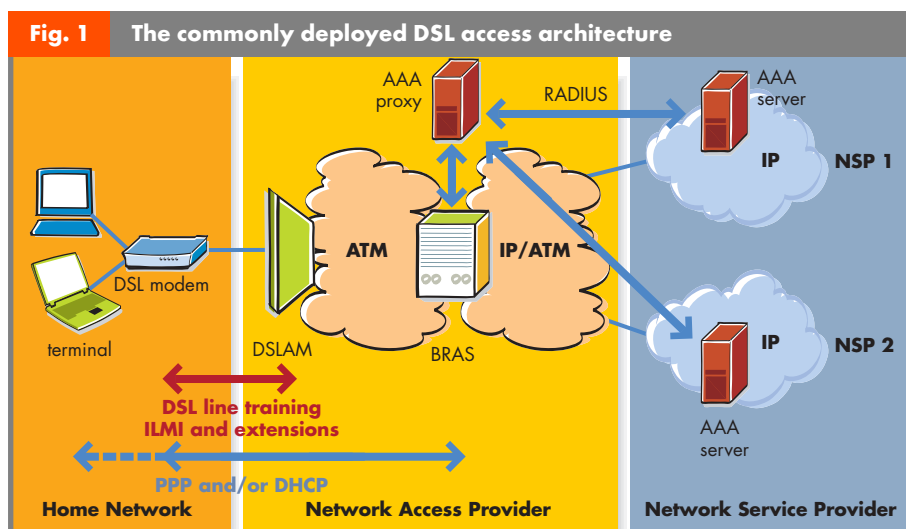 Fig. 1 The commonly deployed DSL access architecture
AAA
proxy
RADIUS
AAA
server
IP
NSP 1
ATM
IP/ATM
DSL modem
terminal
DSLAM
BRAS
IP
NSP 2
AAA
server
DSL line training
ILMI and extensions
PPP and/or DHCP
Home Network
Network Access Provider
Network Service Provider